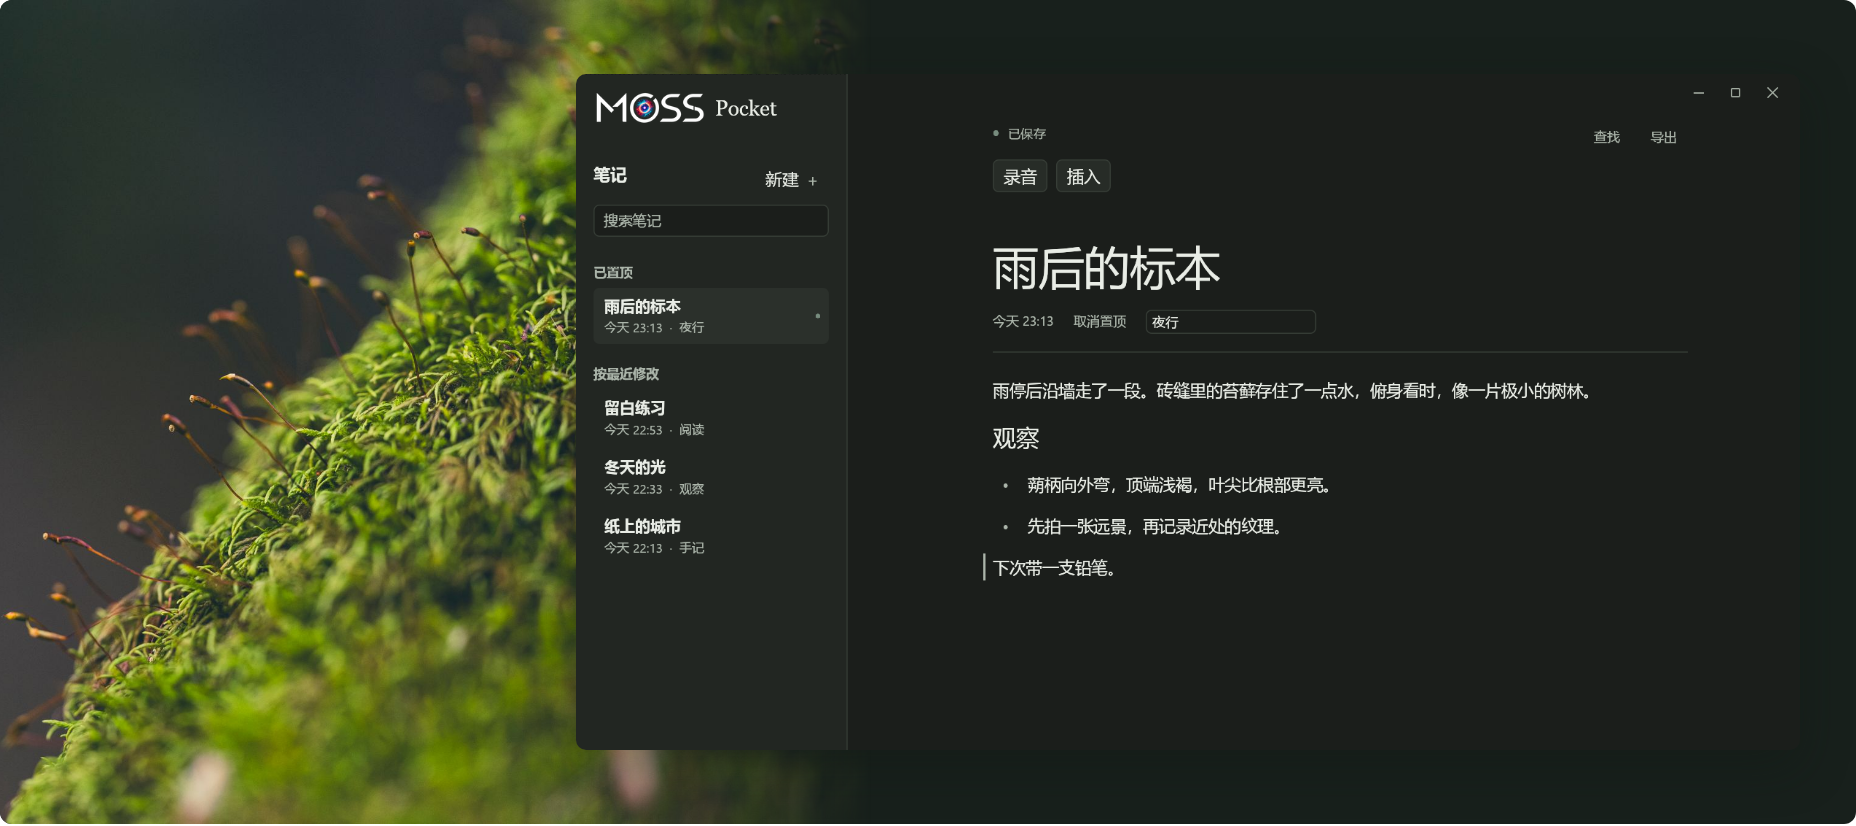 MOSS Pocket
笔记
新建 +
搜索笔记
已置顶
雨后的标本
今天 23:13 · 夜行
按最近修改
留白练习
今天 22:53 · 阅读
冬天的光
今天 22:33 · 观察
纸上的城市
今天 22:13 · 手记
已保存
查找 导出
录音 插入
雨后的标本
今天 23:13 取消置顶 夜行
雨停后沿墙走了一段。砖缝里的苔藓存住了一点水，俯身看时，像一片极小的树林。
观察
• 蒴柄向外弯，顶端浅褐，叶尖比根部更亮。
• 先拍一张远景，再记录近处的纹理。
下次带一支铅笔。